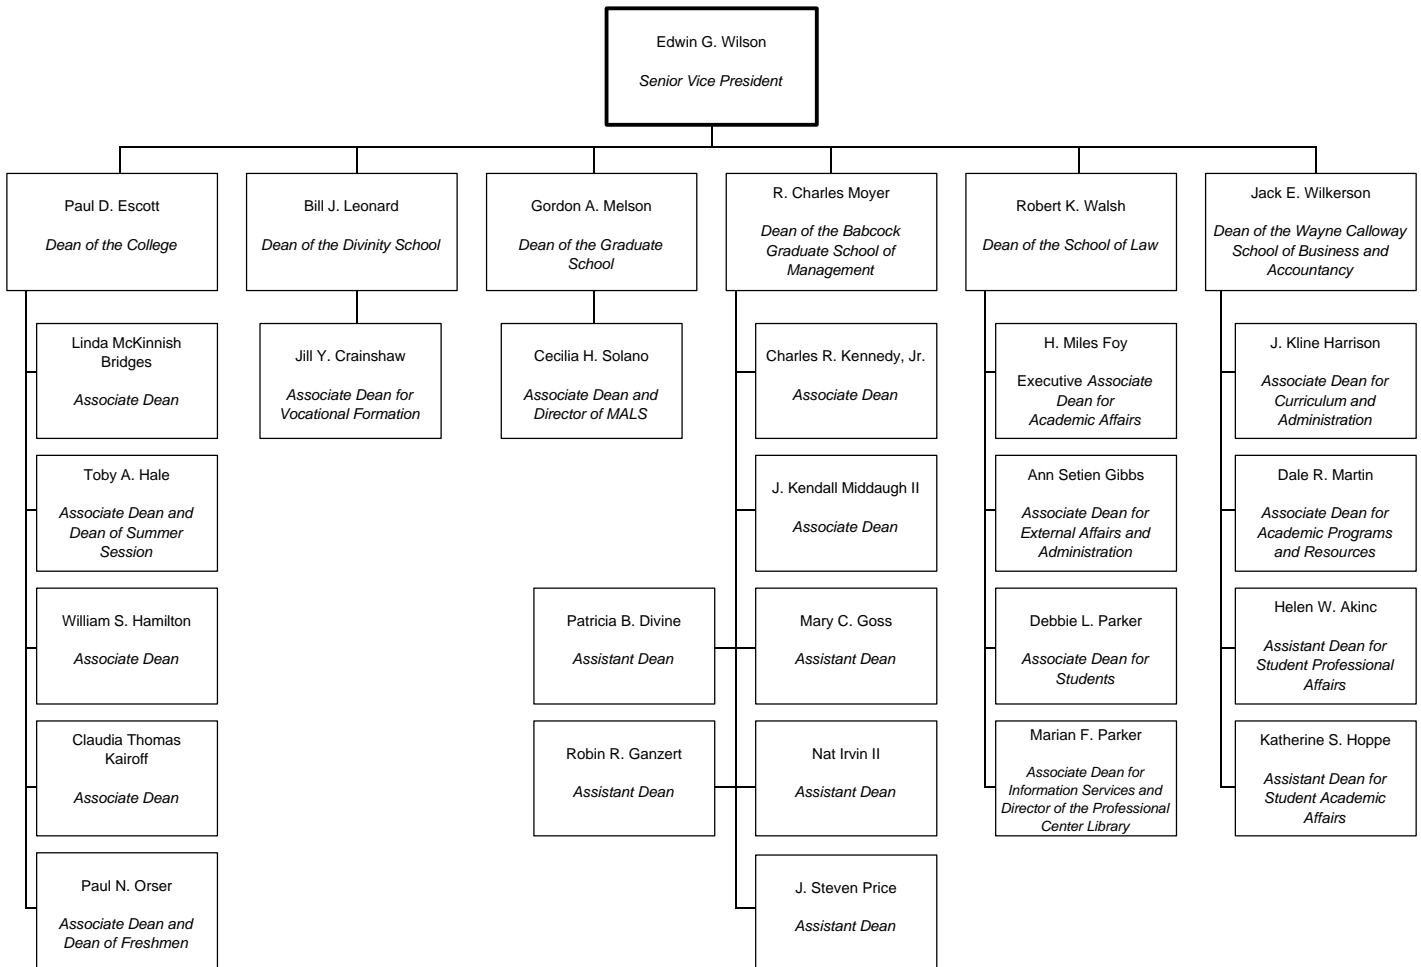 Edwin G. Wilson
Senior Vice President
Paul D. Escott
Dean of the College
Bill J. Leonard
Dean of the Divinity School
Gordon A. Melson
Dean of the Graduate
School
R. Charles Moyer
Dean of the Babcock
Graduate School of
Management
Robert K. Walsh
Dean of the School of Law
Jack E. Wilkerson
Dean of the Wayne Calloway
School of Business and
Accountancy
Linda McKinnish
Bridges
Associate Dean
Jill Y. Crainshaw
Associate Dean for
Vocational Formation
Cecilia H. Solano
Associate Dean and
Director of MALS
Charles R. Kennedy, Jr.
Associate Dean
H. Miles Foy
Executive Associate
Dean for
Academic Affairs
J. Kline Harrison
Associate Dean for
Curriculum and
Administration
Toby A. Hale
Associate Dean and
Dean of Summer
Session
J. Kendall Middaugh II
Associate Dean
Ann Setien Gibbs
Associate Dean for
External Affairs and
Administration
Dale R. Martin
Associate Dean for
Academic Programs
and Resources
William S. Hamilton
Associate Dean
Patricia B. Divine
Assistant Dean
Mary C. Goss
Assistant Dean
Debbie L. Parker
Associate Dean for
Students
Helen W. Akinc
Assistant Dean for
Student Professional
Affairs
Claudia Thomas
Kairoff
Associate Dean
Robin R. Ganzert
Assistant Dean
Nat Irvin II
Assistant Dean
Marian F. Parker
Associate Dean for
Information Services and
Director of the Professional
Center Library
Katherine S. Hoppe
Assistant Dean for
Student Academic
Affairs
Paul N. Orser
Associate Dean and
Dean of Freshmen
J. Steven Price
Assistant Dean